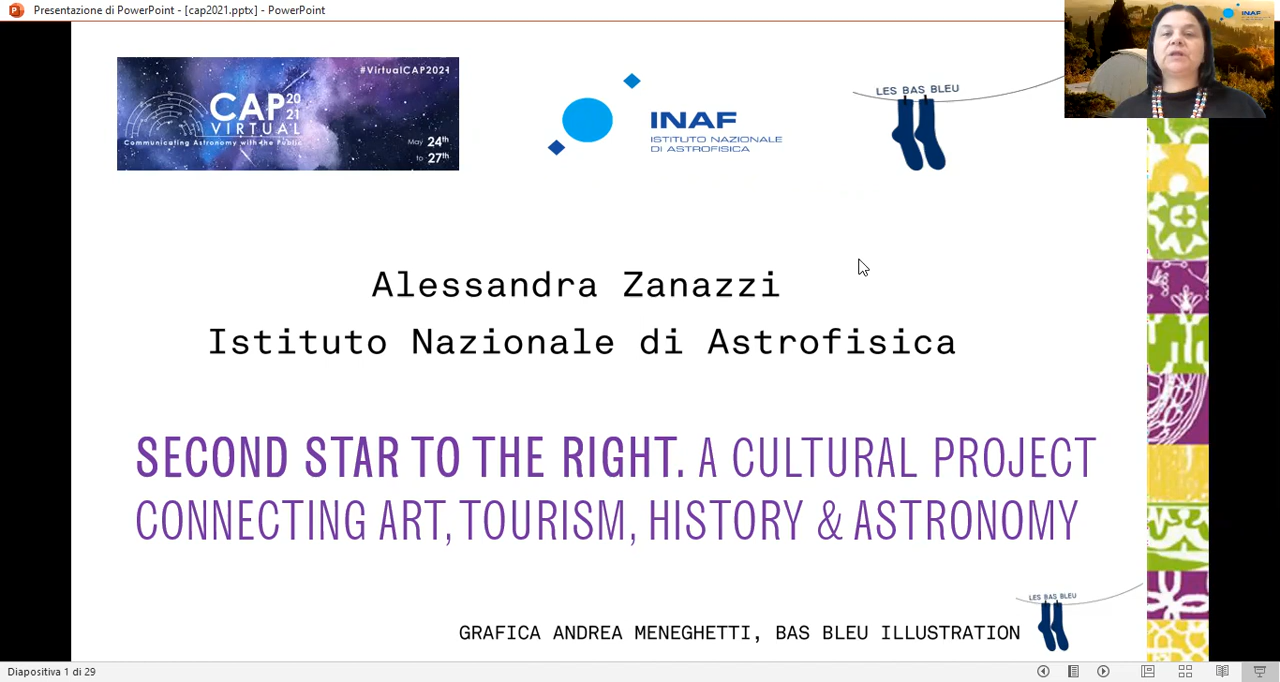 Presentazione di PowerPoint - [cap2021.pptx] - PowerPoint
INAF
#VirtualCAP2021
CAP 20
21
VIRTUAL
Communicating Astronomy with the Public
May 24th
to 27th
INAF
ISTITUTO NAZIONALE
DI ASTROFISICA
LES BAS BLEU
Alessandra Zanazzi
Istituto Nazionale di Astrofisica
SECOND STAR TO THE RIGHT. A CULTURAL PROJECT
CONNECTING ART, TOURISM, HISTORY & ASTRONOMY
LES BAS BLEU
GRAFICA ANDREA MENEGHETTI, BAS BLEU ILLUSTRATION
Diapositiva 1 di 29